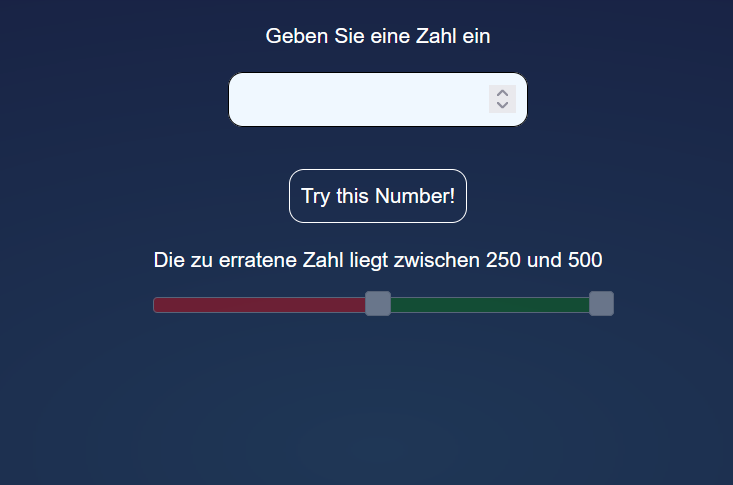 Geben Sie eine Zahl ein
Try this Number!
Die zu erratene Zahl liegt zwischen 250 und 500